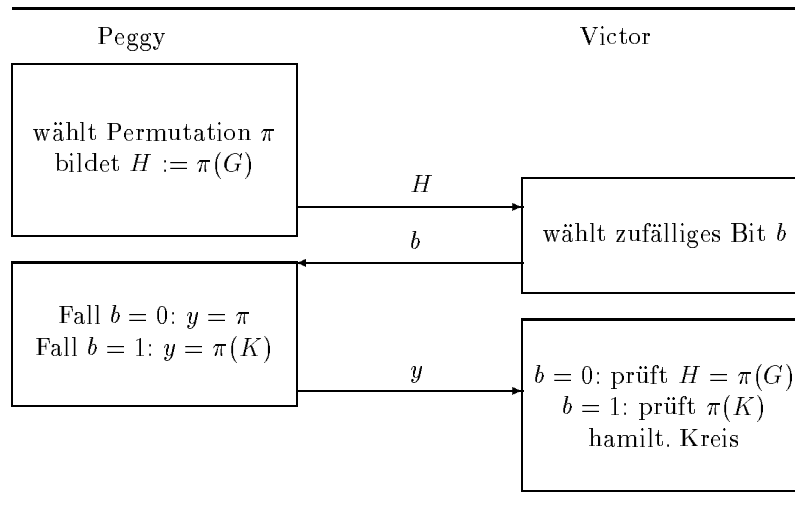 Peggy
Victor
wählt Permutation π
bildet H := π(G)
H
wählt zufälliges Bit b
b
Fall b = 0: y = π
Fall b = 1: y = π(K)
y
b = 0: prüft H = π(G)
b = 1: prüft π(K)
hamilt. Kreis